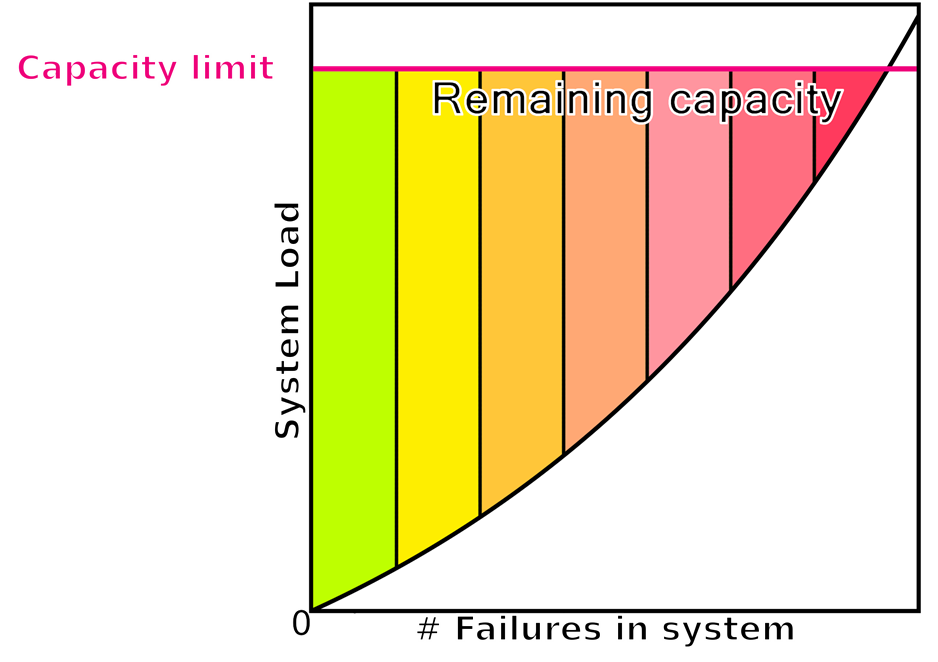 Capacity limit
Remaining capacity
System Load
0
# Failures in system